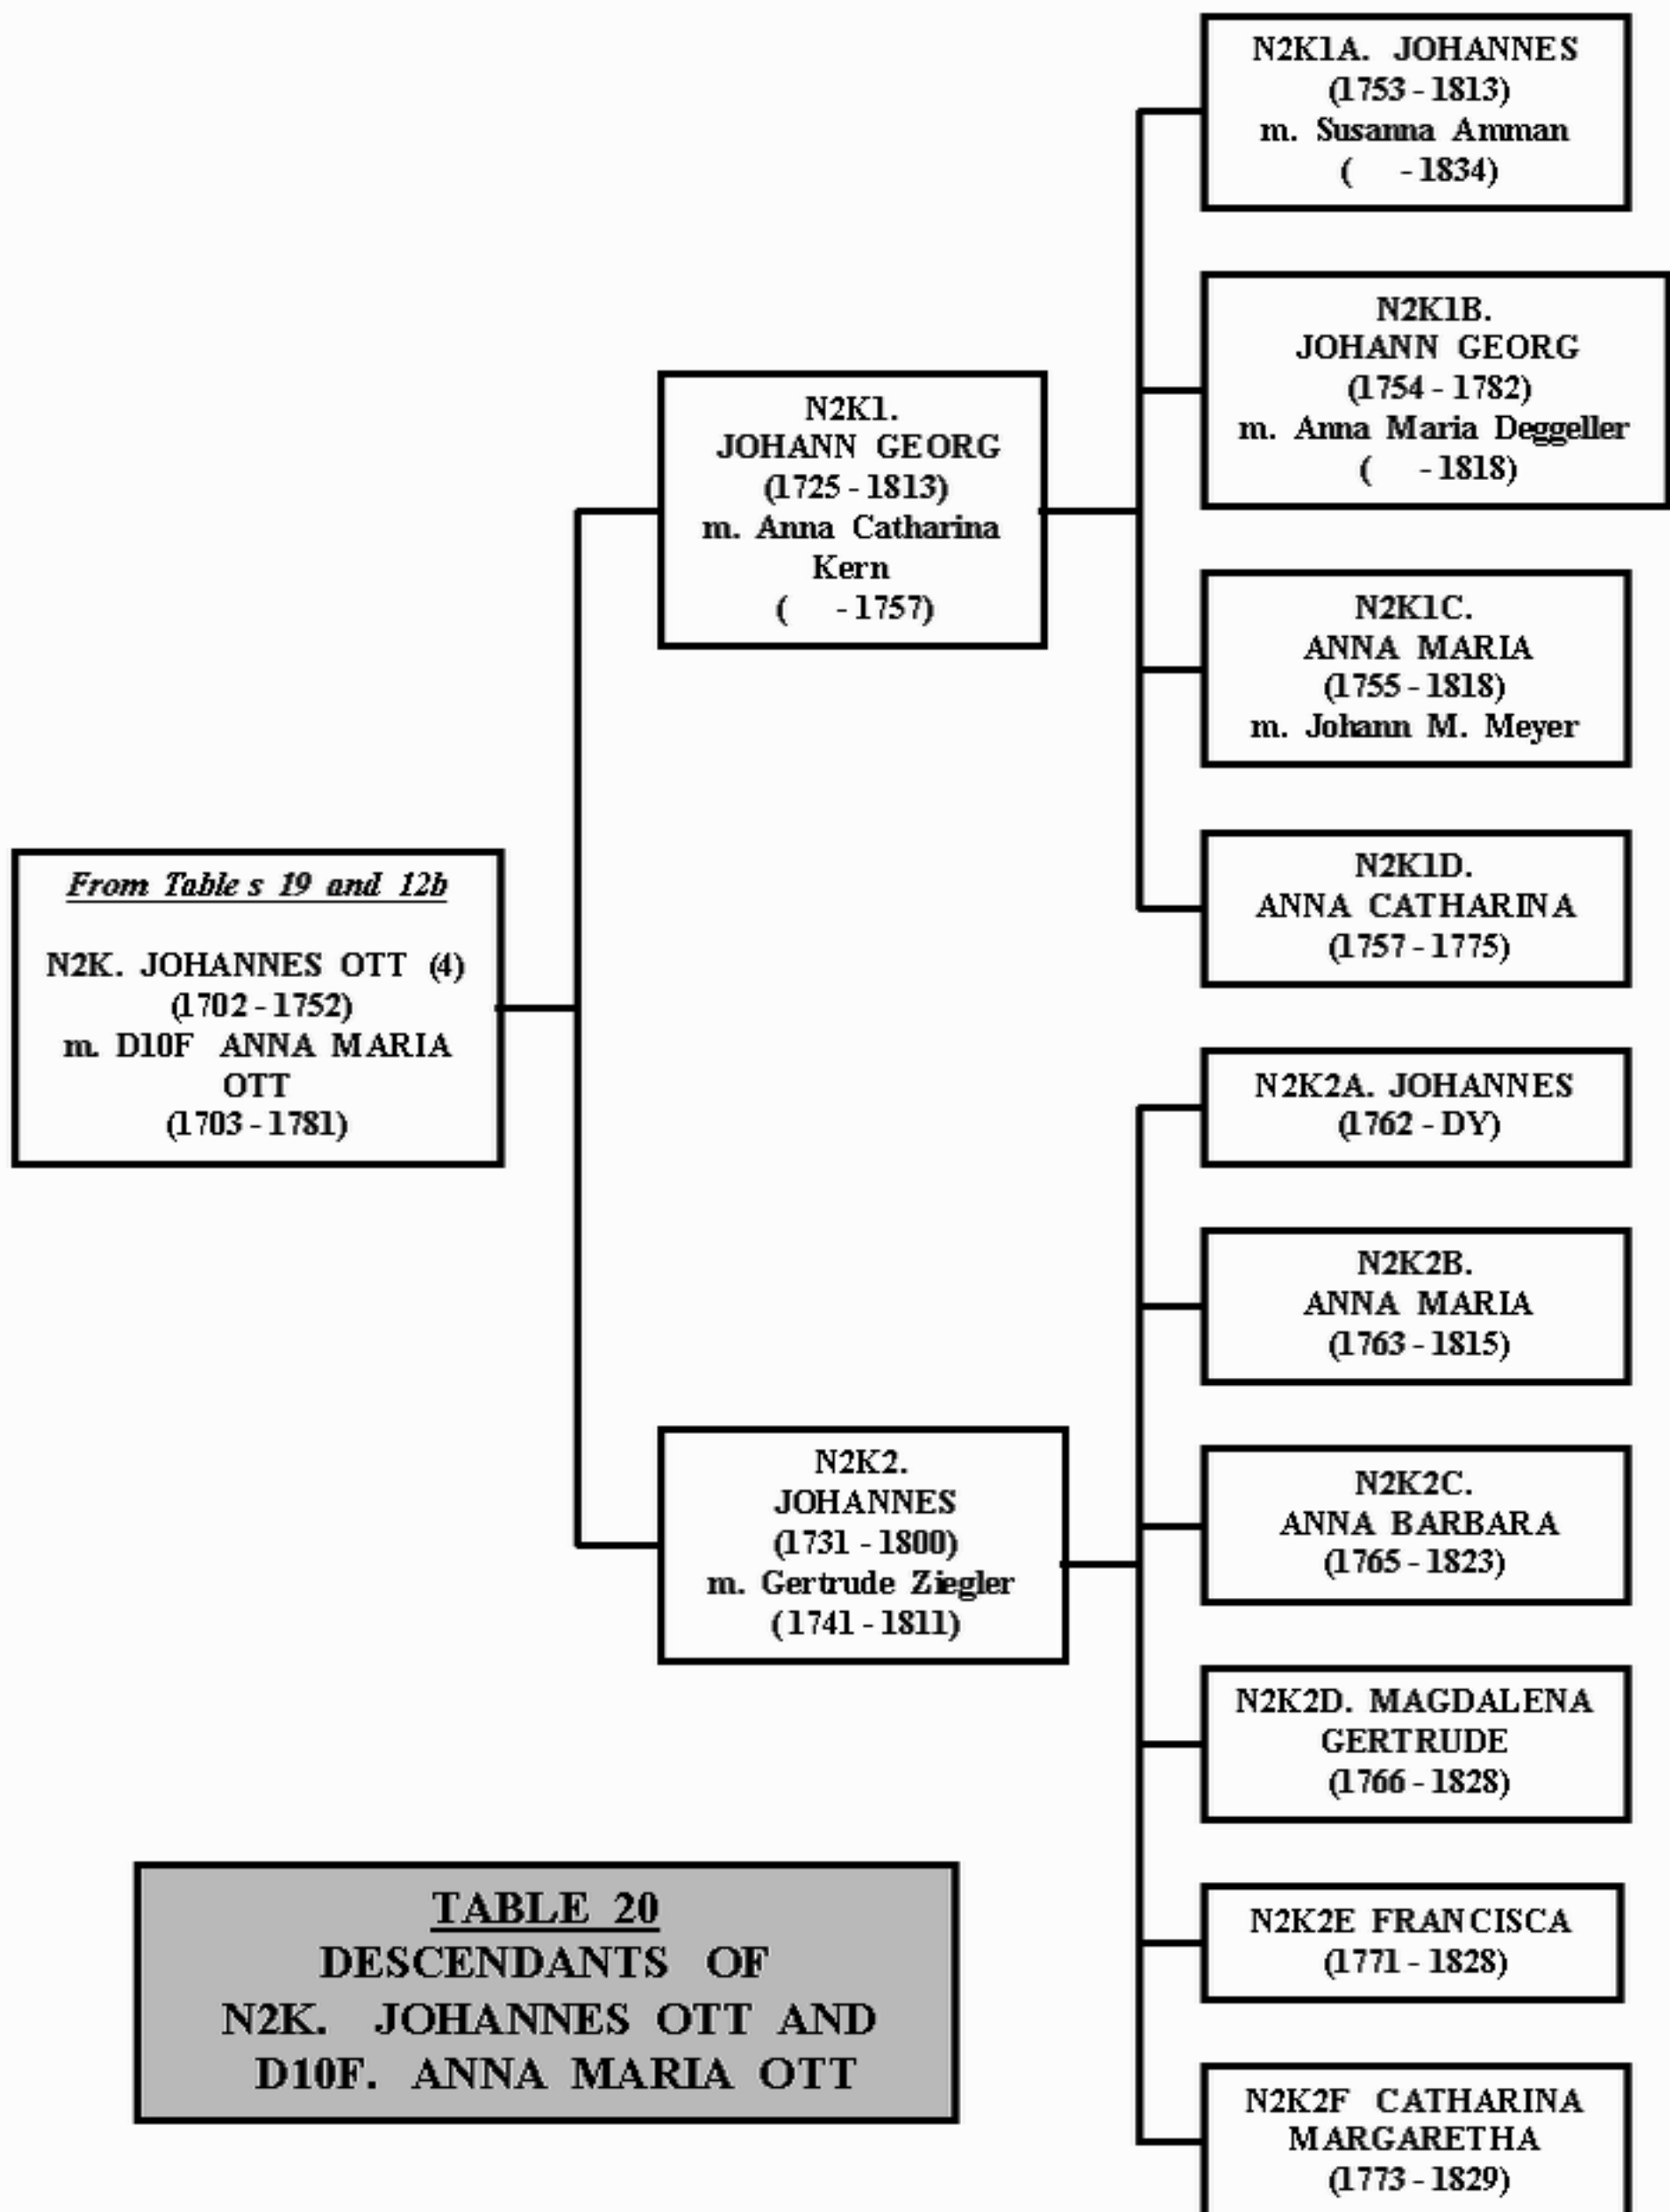 N2K1A. JOHANNES
(1753 - 1813)
m. Susanna Amman
( - 1834)
N2K1B.
JOHANN GEORG
(1754 - 1782)
m. Anna Maria Deggeller
( - 1818)
N2K1.
JOHANN GEORG
(1725 - 1813)
m. Anna Catharina
Kern
( - 1757)
N2K1C.
ANNA MARIA
(1755 - 1818)
m. Johann M. Meyer
N2K1D.
ANNA CATHARINA
(1757 - 1775)
From Table s 19 and 12b
N2K. JOHANNES OTT (4)
(1702 - 1752)
m. D10F ANNA MARIA
OTT
(1703 - 1781)
N2K2A. JOHANNES
(1762 - DY)
N2K2B.
ANNA MARIA
(1763 - 1815)
N2K2.
JOHANNES
(1731 - 1800)
m. Gertrude Ziegler
(1741 - 1811)
N2K2C.
ANNA BARBARA
(1765 - 1823)
N2K2D. MAGDALENA
GERTRUDE
(1766 - 1828)
N2K2E FRANCISCA
(1771 - 1828)
N2K2F CATHARINA
MARGARETHA
(1773 - 1829)
TABLE 20
DESCENDANTS OF
N2K. JOHANNES OTT AND
D10F. ANNA MARIA OTT